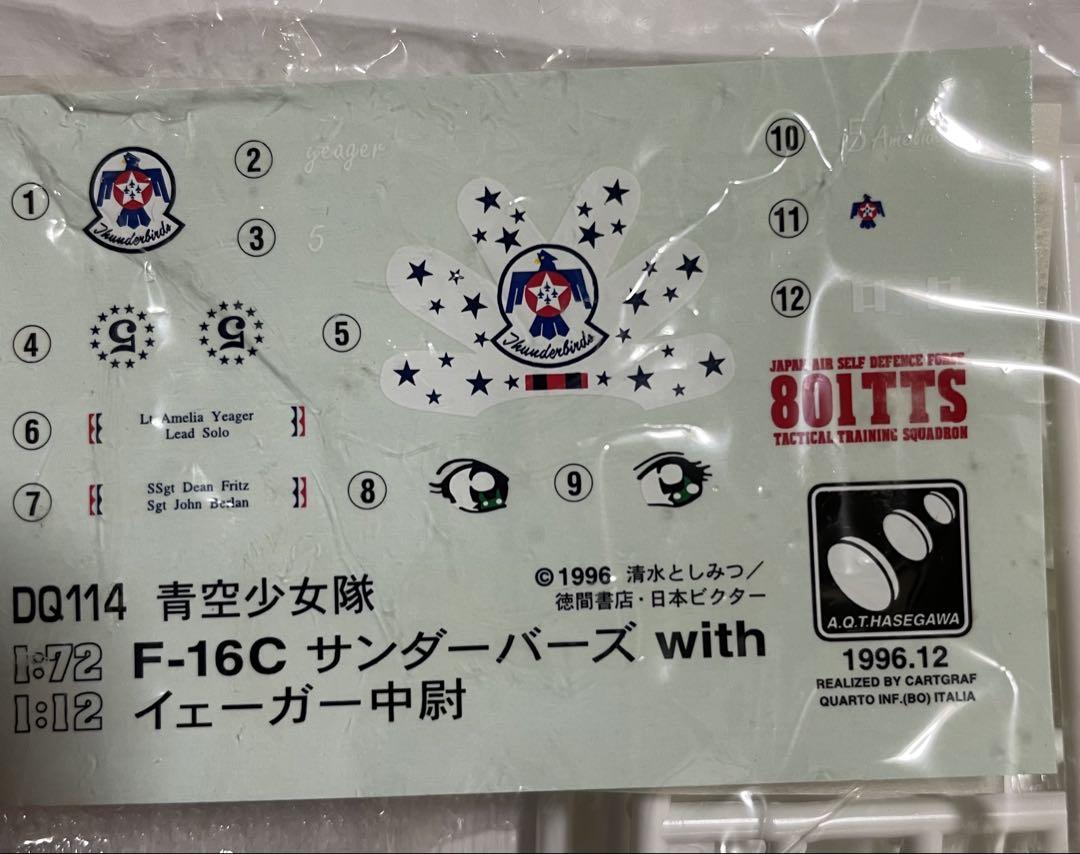 ①
Thunderbirds
②
yeager
③
5
④
5
5
⑤
Thunderbirds
⑥
Lt Amelia Yeager
Lead Solo
⑦
SSgt Dean Fritz
Sgt John Berlan
⑧
⑨
⑩
5 Amelia
⑪
⑫
JAPAN AIR SELF DEFENCE FORCE
801TTS
TACTICAL TRAINING SQUADRON
DQ114 青空少女隊
1:72 F-16C サンダーバーズ with
1:12 イェーガー中尉
©1996 清水としみつ／
徳間書店・日本ビクター
A.Q.T.HASEGAWA
1996.12
REALIZED BY CARTGRAF
QUARTO INF.(BO) ITALIA